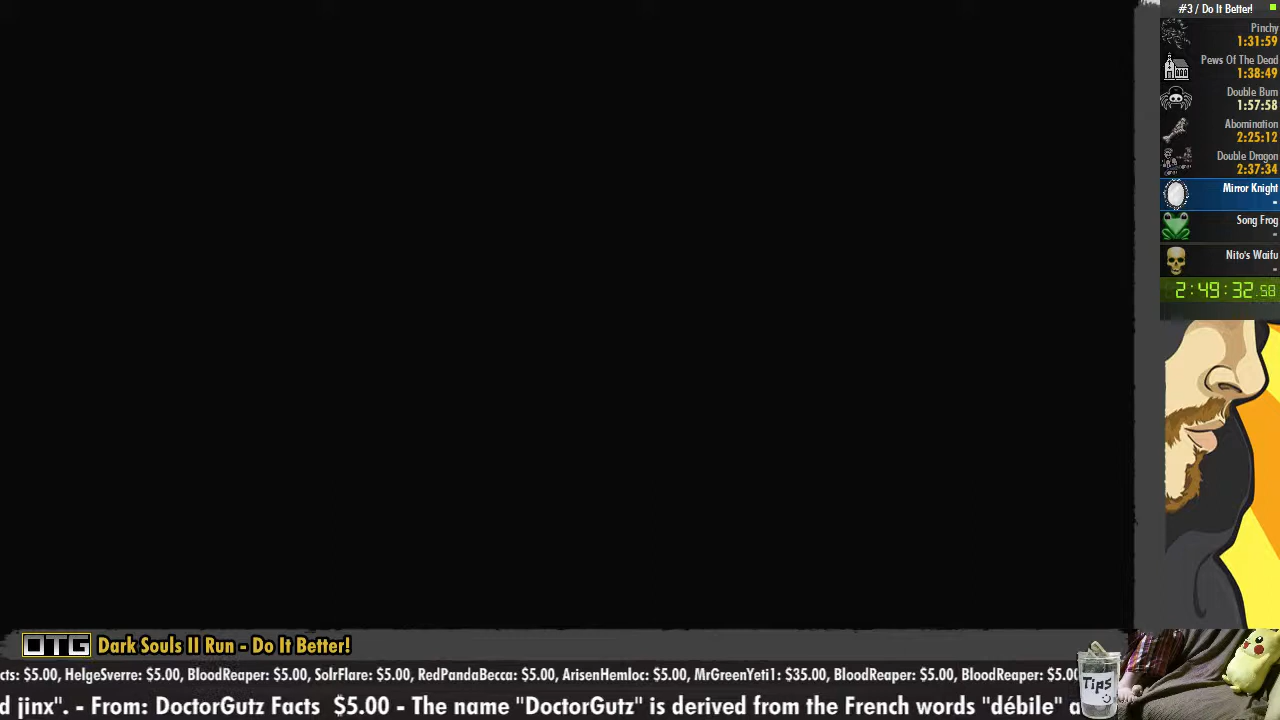 #3 / Do It Better!
Pinchy
1:31:59
Pews Of The Dead
1:38:49
Double Bum
1:57:58
Abomination
2:25:12
Double Dragon
2:37:34
Mirror Knight
-
Song Frog
-
Nito's Waifu
-
2:49:32.58
OTG Dark Souls II Run - Do It Better!
cts: $5.00, HelgeSverre: $5.00, BloodReaper: $5.00, SolrFlare: $5.00, RedPandaBecca: $5.00, ArisenHemloc: $5.00, MrGreenYeti1: $35.00, BloodReaper: $5.00, BloodReaper: $5.00
Tips
d jinx". - From: DoctorGutz Facts $5.00 - The name "DoctorGutz" is derived from the French words "débile" a